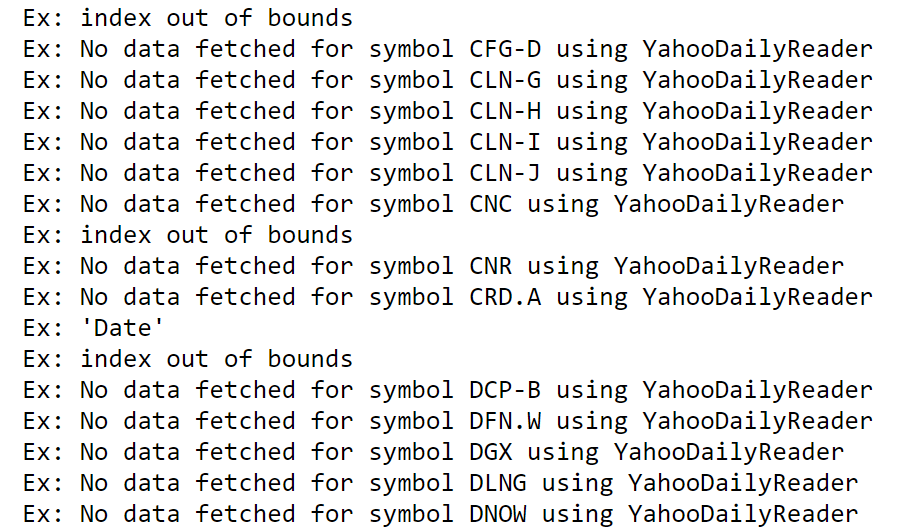 Ex: index out of bounds
Ex: No data fetched for symbol CFG-D using YahooDailyReader
Ex: No data fetched for symbol CLN-G using YahooDailyReader
Ex: No data fetched for symbol CLN-H using YahooDailyReader
Ex: No data fetched for symbol CLN-I using YahooDailyReader
Ex: No data fetched for symbol CLN-J using YahooDailyReader
Ex: No data fetched for symbol CNC using YahooDailyReader
Ex: index out of bounds
Ex: No data fetched for symbol CNR using YahooDailyReader
Ex: No data fetched for symbol CRD.A using YahooDailyReader
Ex: 'Date'
Ex: index out of bounds
Ex: No data fetched for symbol DCP-B using YahooDailyReader
Ex: No data fetched for symbol DFN.W using YahooDailyReader
Ex: No data fetched for symbol DGX using YahooDailyReader
Ex: No data fetched for symbol DLNG using YahooDailyReader
Ex: No data fetched for symbol DNOW using YahooDailyReader